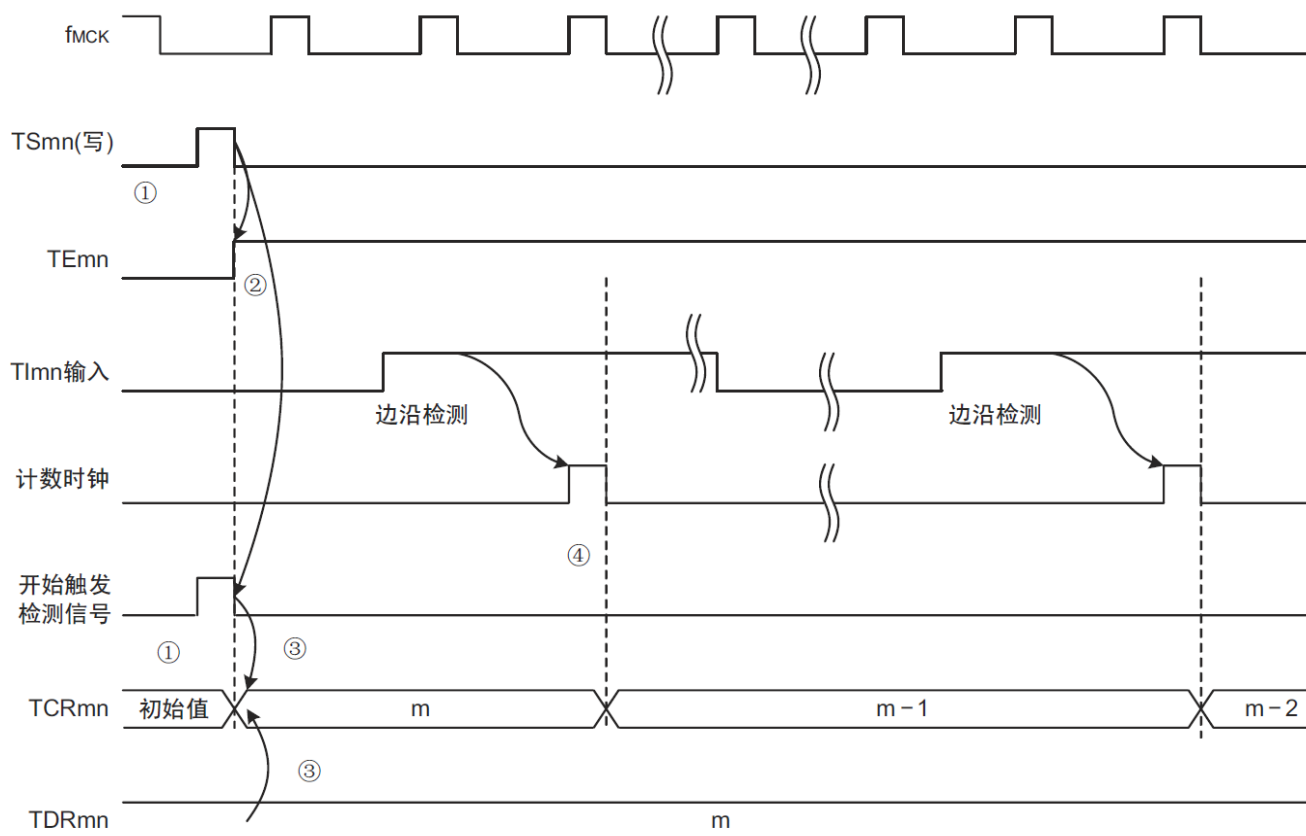 fMCK
TSmn(写)
①
TEmn
②
TImn输入
边沿检测
边沿检测
计数时钟
④
开始触发
检测信号
①
③
TCRmn
初始值
m
m-1
m-2
③
TDRmn
m